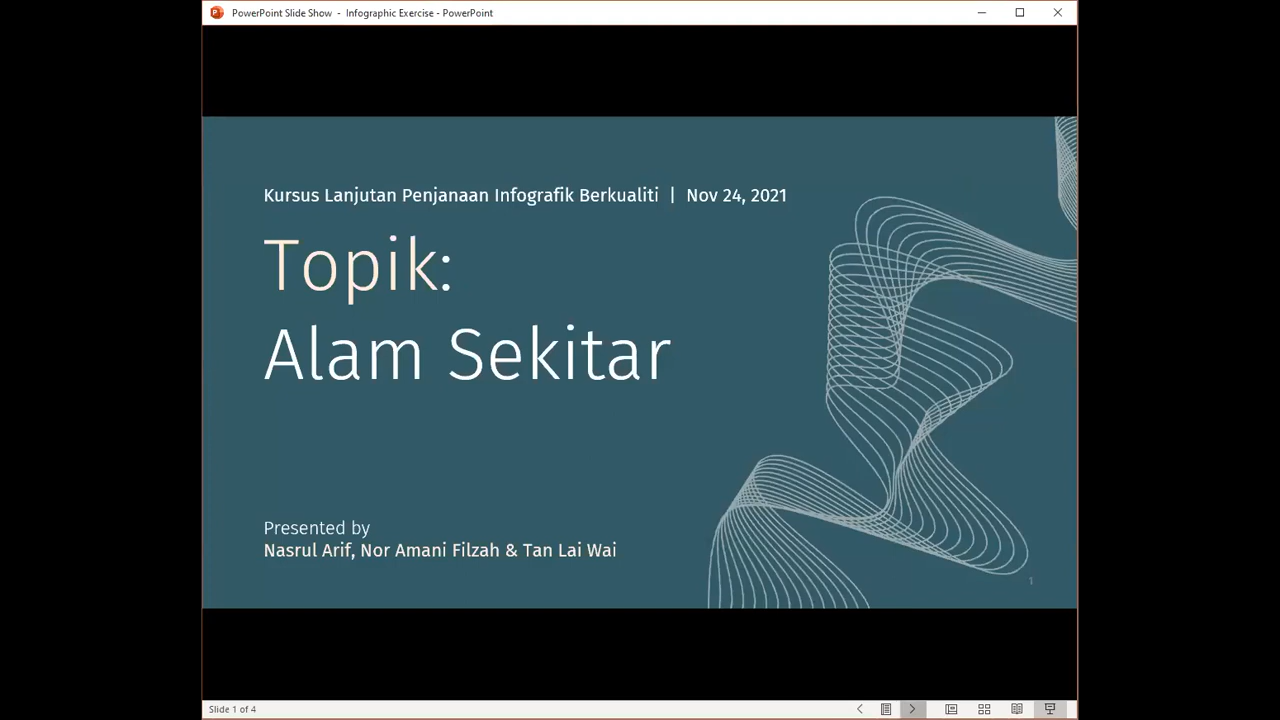 PowerPoint Slide Show - Infographic Exercise - PowerPoint
Kursus Lanjutan Penjanaan Infografik Berkualiti | Nov 24, 2021
Topik:
Alam Sekitar
Presented by
Nasrul Arif, Nor Amani Filzah & Tan Lai Wai
1
Slide 1 of 4